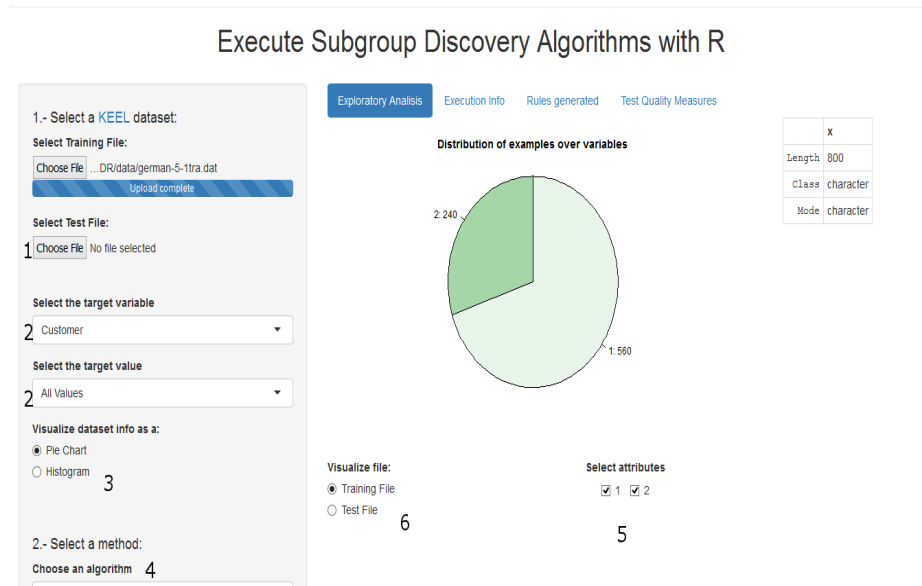 Execute Subgroup Discovery Algorithms with R
1.- Select a KEEL dataset:
Select Training File:
Choose File ...DR/data/german-5-1tra.dat
Upload complete
Select Test File:
1 Choose File No file selected
Select the target variable
2 Customer
Select the target value
2 All Values
Visualize dataset info as a:
Pie Chart
Histogram
3
2.- Select a method:
Choose an algorithm 4
Exploratory Analisis Execution Info Rules generated Test Quality Measures
Distribution of examples over variables
2: 240
1: 560
x
Length 800
Class character
Mode character
Visualize file:
Training File
Test File
6
Select attributes
1 2
5